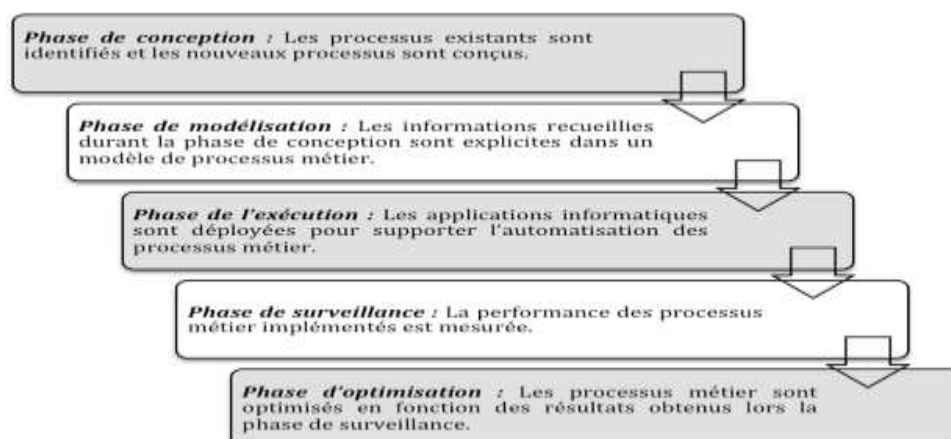 Phase de conception : Les processus existants sont
identifiés et les nouveaux processus sont conçus.
Phase de modélisation : Les informations recueillies
durant la phase de conception sont explicites dans un
modèle de processus métier.
Phase de l'exécution : Les applications informatiques
sont déployées pour supporter l'automatisation des
processus métier.
Phase de surveillance : La performance des processus
métier implémentés est mesurée.
Phase d'optimisation : Les processus métier sont
optimisés en fonction des résultats obtenus lors la
phase de surveillance.